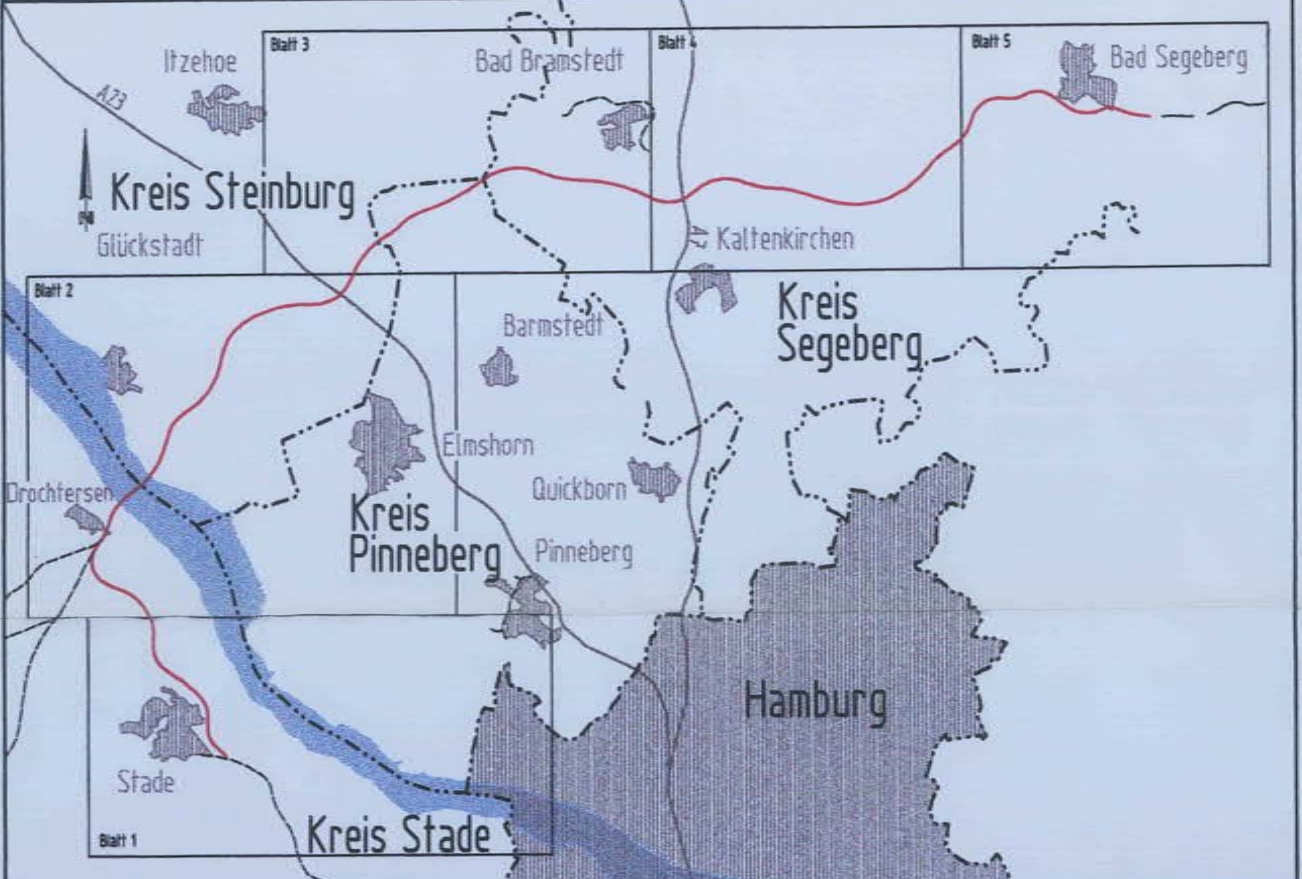 Blatt 3
Blatt 4
Blatt 5
Itzehoe
Bad Bramstedt
Bad Segeberg
A23
Kreis Steinburg
Glückstadt
A7
Kaltenkirchen
Blatt 2
Kreis
Segeberg
Barmstedt
Elmshorn
Drochtersen
Quickborn
Kreis
Pinneberg
Pinneberg
Hamburg
Stade
Blatt 1
Kreis Stade